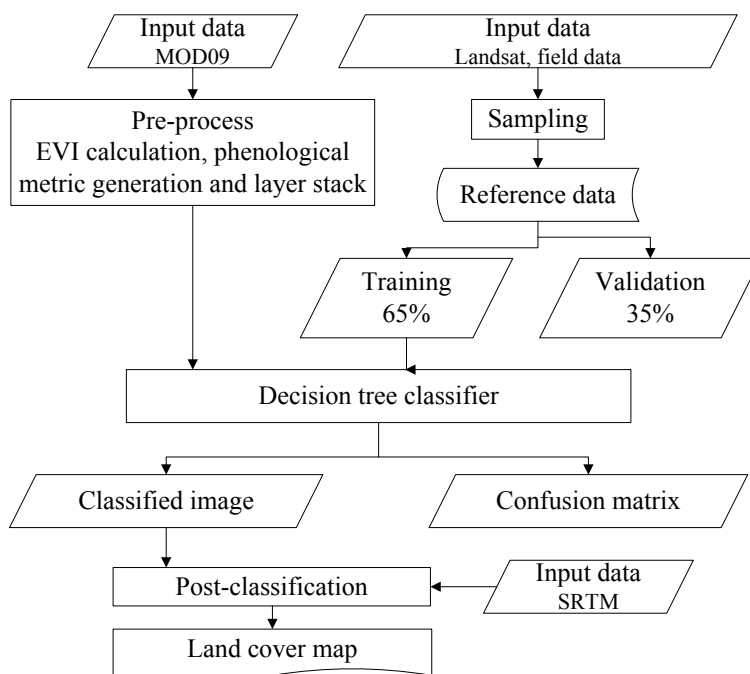 Input data
MOD09
Input data
Landsat, field data
Pre-process
EVI calculation, phenological
metric generation and layer stack
Sampling
Reference data
Training
65%
Validation
35%
Decision tree classifier
Classified image
Confusion matrix
Post-classification
Input data
SRTM
Land cover map